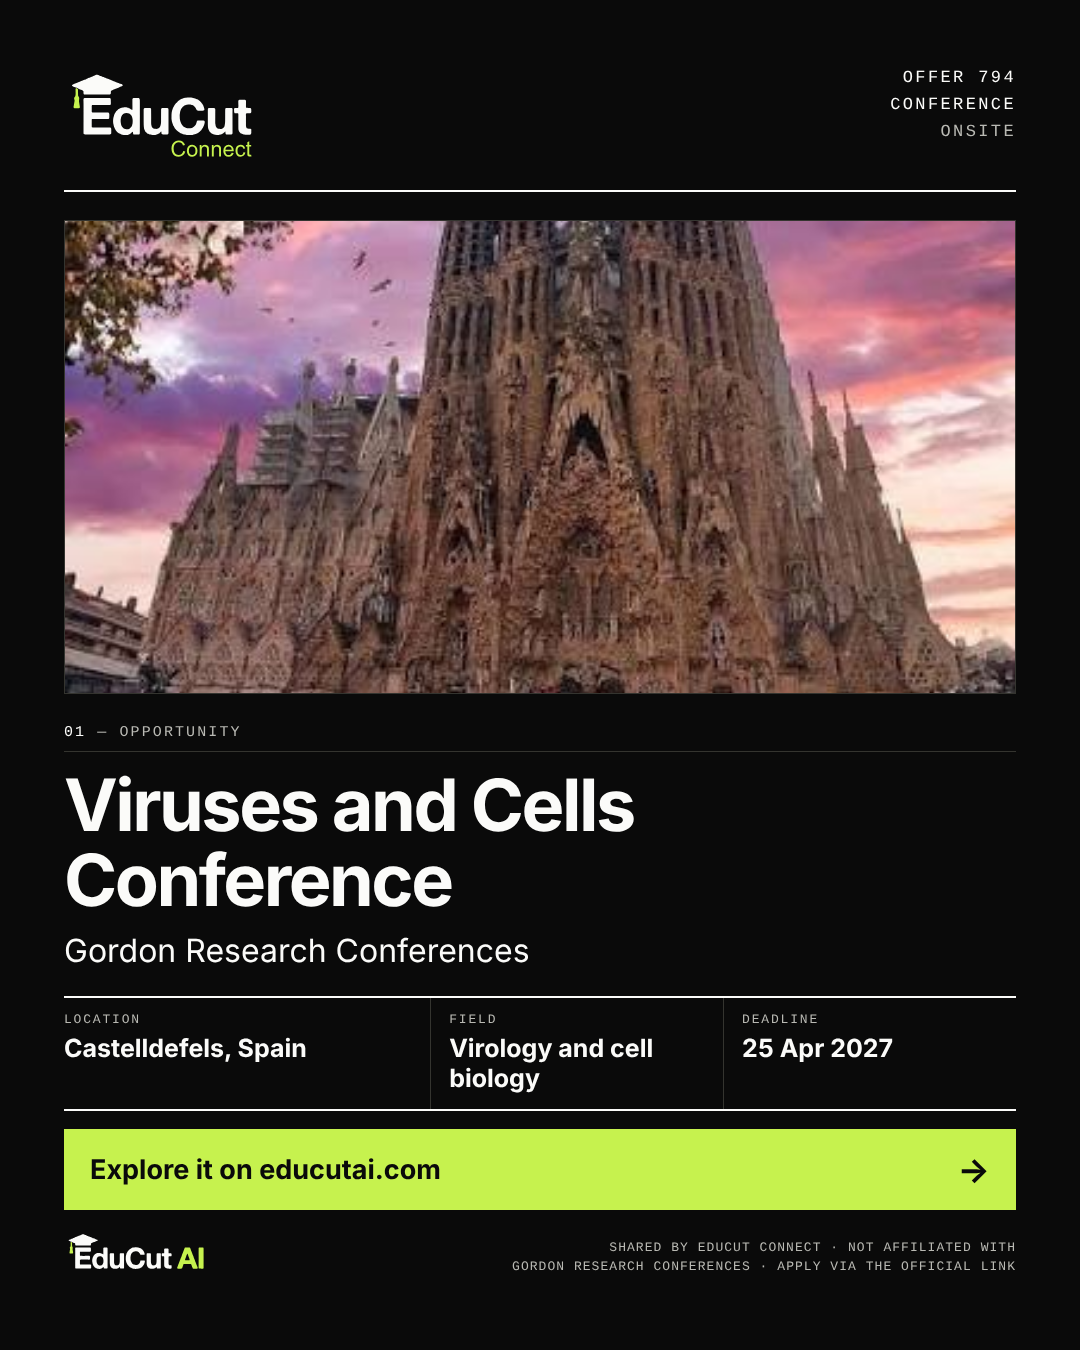 EduCut
Connect
OFFER 794
CONFERENCE
ONSITE
01 — OPPORTUNITY
Viruses and Cells
Conference
Gordon Research Conferences
LOCATION
Castelldefels, Spain
FIELD
Virology and cell
biology
DEADLINE
25 Apr 2027
Explore it on educutai.com →
EduCut AI
SHARED BY EDUCUT CONNECT · NOT AFFILIATED WITH
GORDON RESEARCH CONFERENCES · APPLY VIA THE OFFICIAL LINK